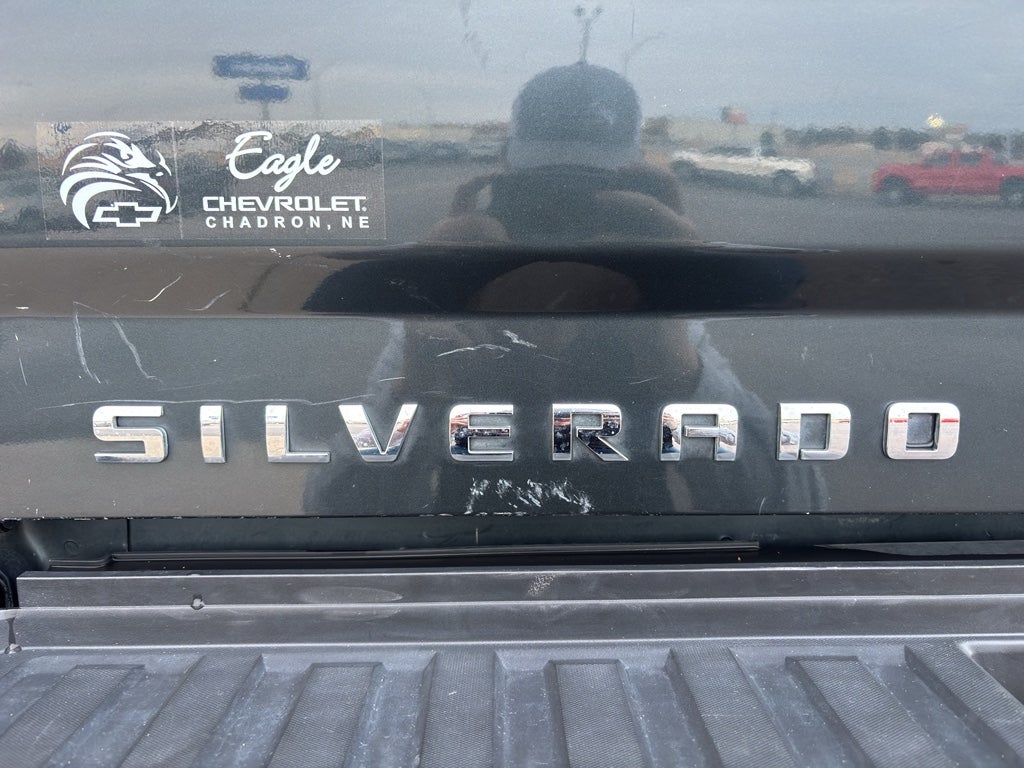 Eagle
CHEVROLET
CHADRON, NE
SILVERADO